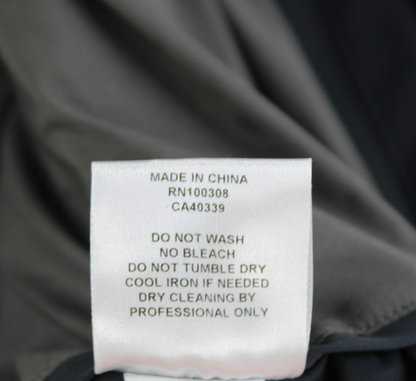 MADE IN CHINA
RN100308
CA40339
DO NOT WASH
NO BLEACH
DO NOT TUMBLE DRY
COOL IRON IF NEEDED
DRY CLEANING BY
PROFESSIONAL ONLY